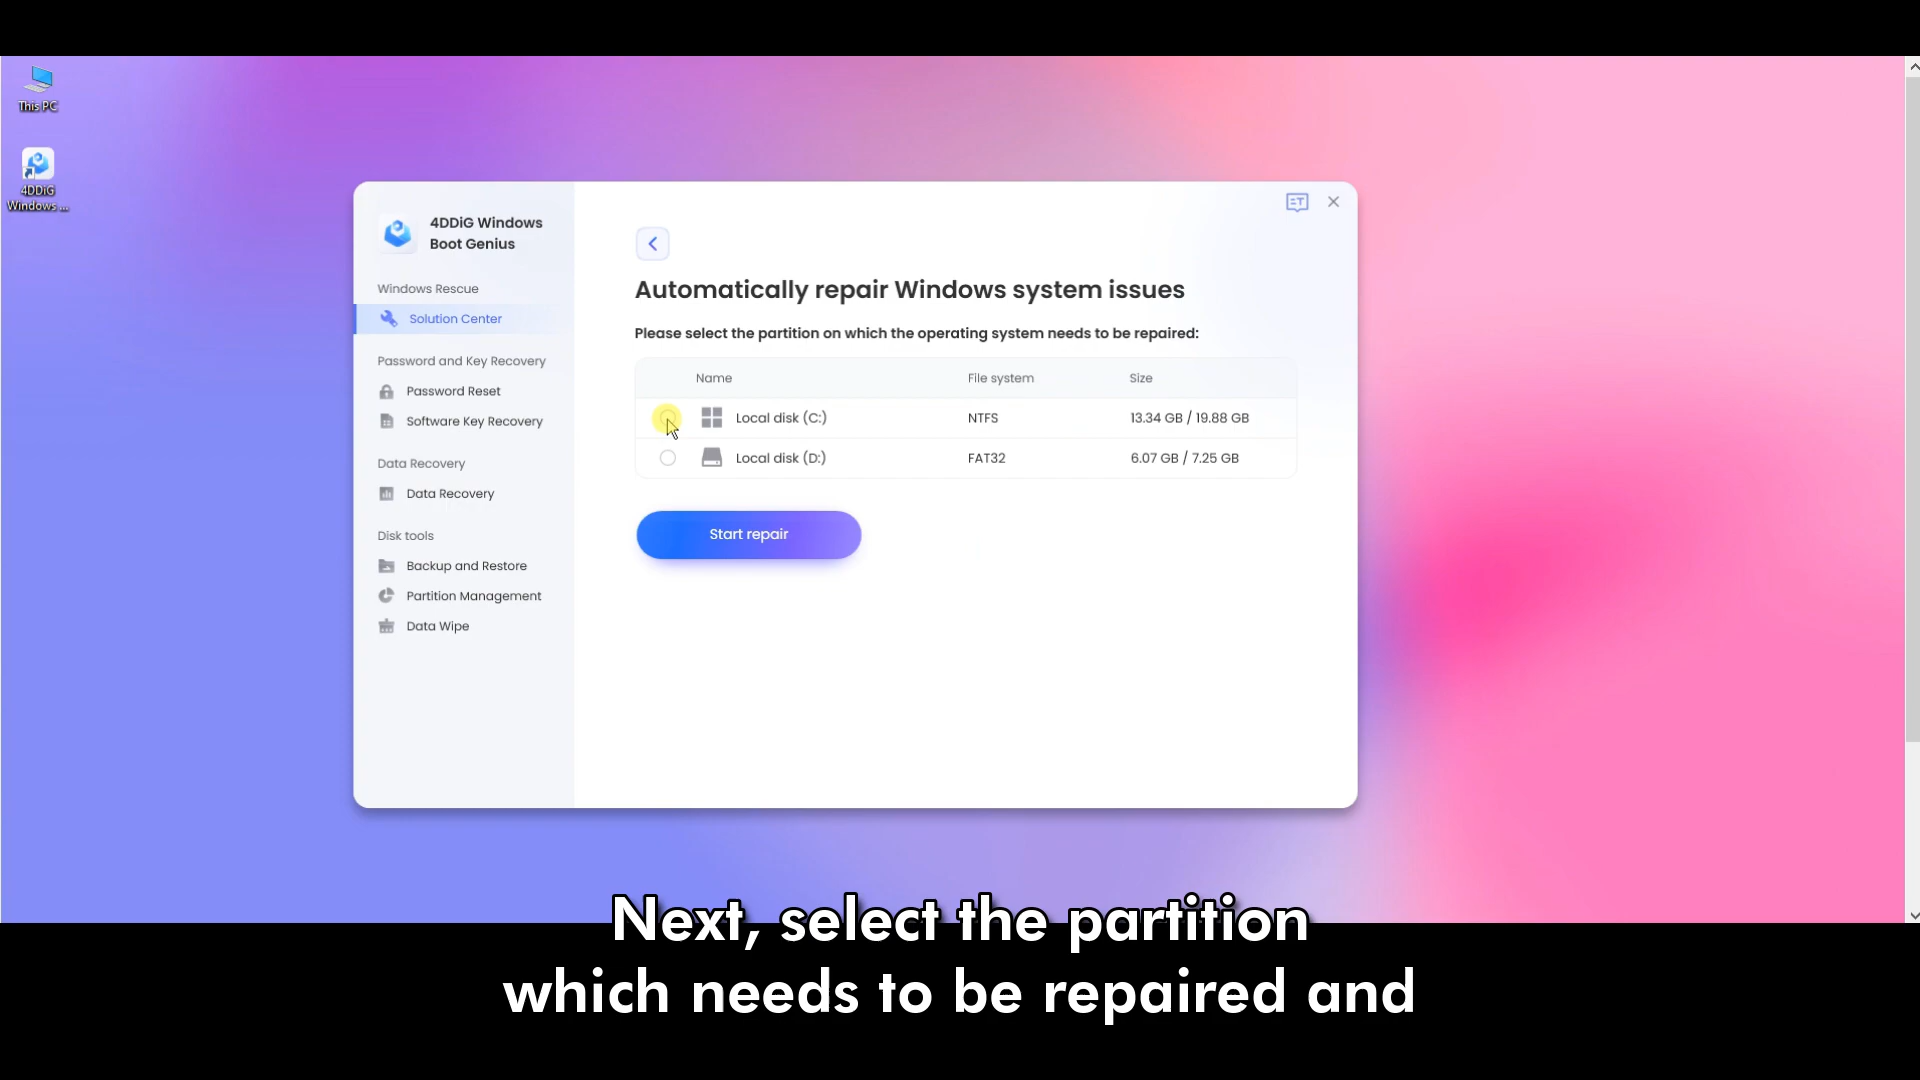 This PC
4DDiG
Windows ...
4DDiG Windows
Boot Genius
Windows Rescue
Solution Center
Password and Key Recovery
Password Reset
Software Key Recovery
Data Recovery
Data Recovery
Disk tools
Backup and Restore
Partition Management
Data Wipe
Automatically repair Windows system issues
Please select the partition on which the operating system needs to be repaired:
Name File system Size
Local disk (C:) NTFS 13.34 GB / 19.88 GB
Local disk (D:) FAT32 6.07 GB / 7.25 GB
Start repair
Next, select the partition
which needs to be repaired and